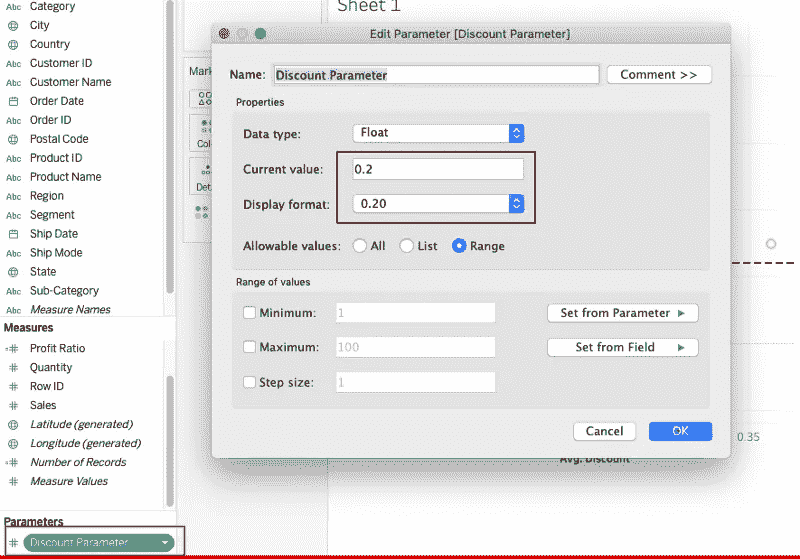 Sheet 1
Abc Category
City
Country
Abc Customer ID
Abc Customer Name
Order Date
Abc Order ID
Postal Code
Abc Product ID
Abc Product Name
Abc Region
Abc Segment
Ship Date
Abc Ship Mode
State
Abc Sub-Category
Abc Measure Names
Measures
=# Profit Ratio
# Quantity
# Row ID
# Sales
Latitude (generated)
Longitude (generated)
=# Number of Records
# Measure Values
Parameters
# Discount Parameter
Mark
Col
Det
Edit Parameter [Discount Parameter]
Name: Discount Parameter Comment >>
Properties
Data type: Float
Current value: 0.2
Display format: 0.20
Allowable values: All List Range
Range of values
Minimum: 1 Set from Parameter
Maximum: 100 Set from Field
Step size: 1
Cancel OK
0.35
Avg. Discount